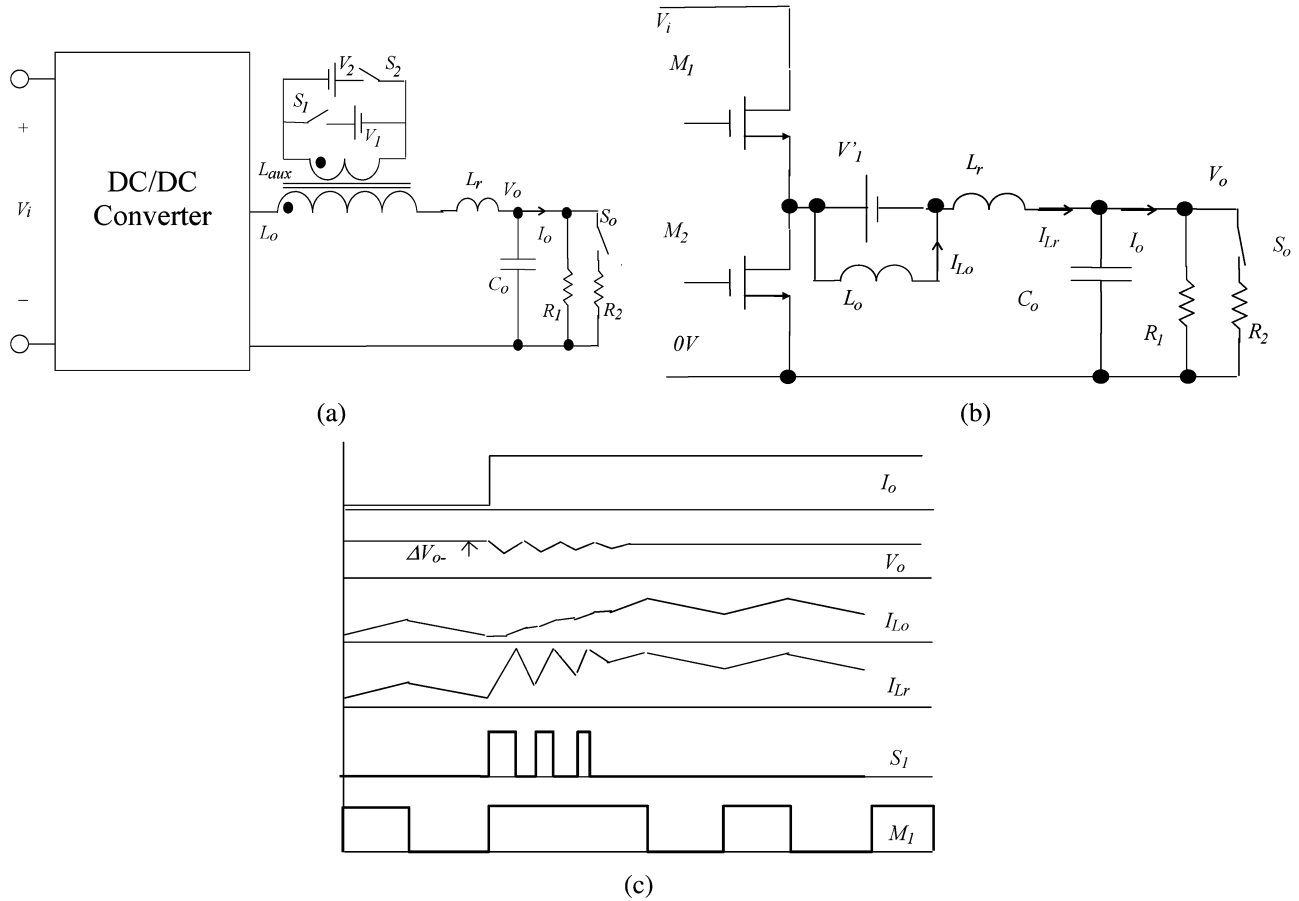 V2
S2
S1
V1
+
DC/DC
Converter
Laux
Lr
Vo
So
Vi
Lo
Io
Co
R1
R2
−
(a)
Vi
M1
V'1
Lr
Vo
M2
ILr
Io
So
ILo
Lo
Co
R1
R2
0V
(b)
Io
ΔVo-
Vo
ILo
ILr
S1
M1
(c)